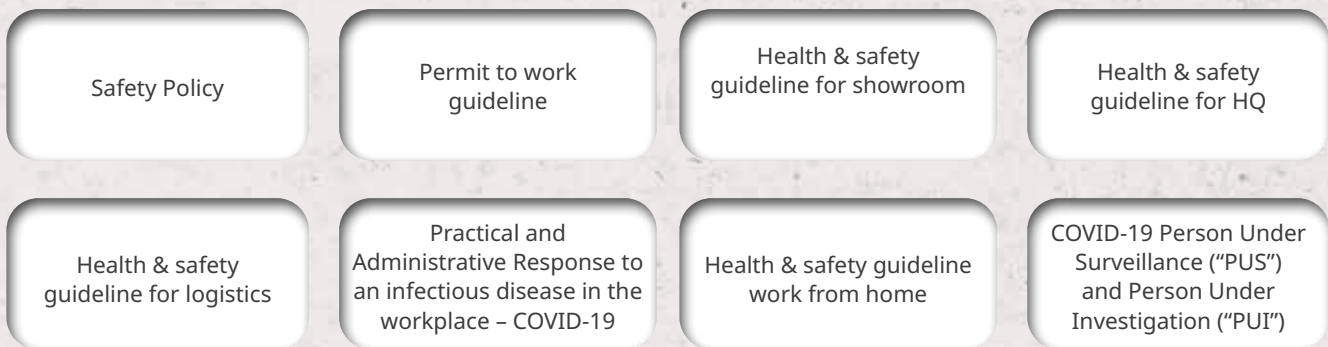 Safety Policy
Permit to work
guideline
Health & safety
guideline for showroom
Health & safety
guideline for HQ
Health & safety
guideline for logistics
Practical and
Administrative Response to
an infectious disease in the
workplace – COVID-19
Health & safety guideline
work from home
COVID-19 Person Under
Surveillance (“PUS”)
and Person Under
Investigation (“PUI”)